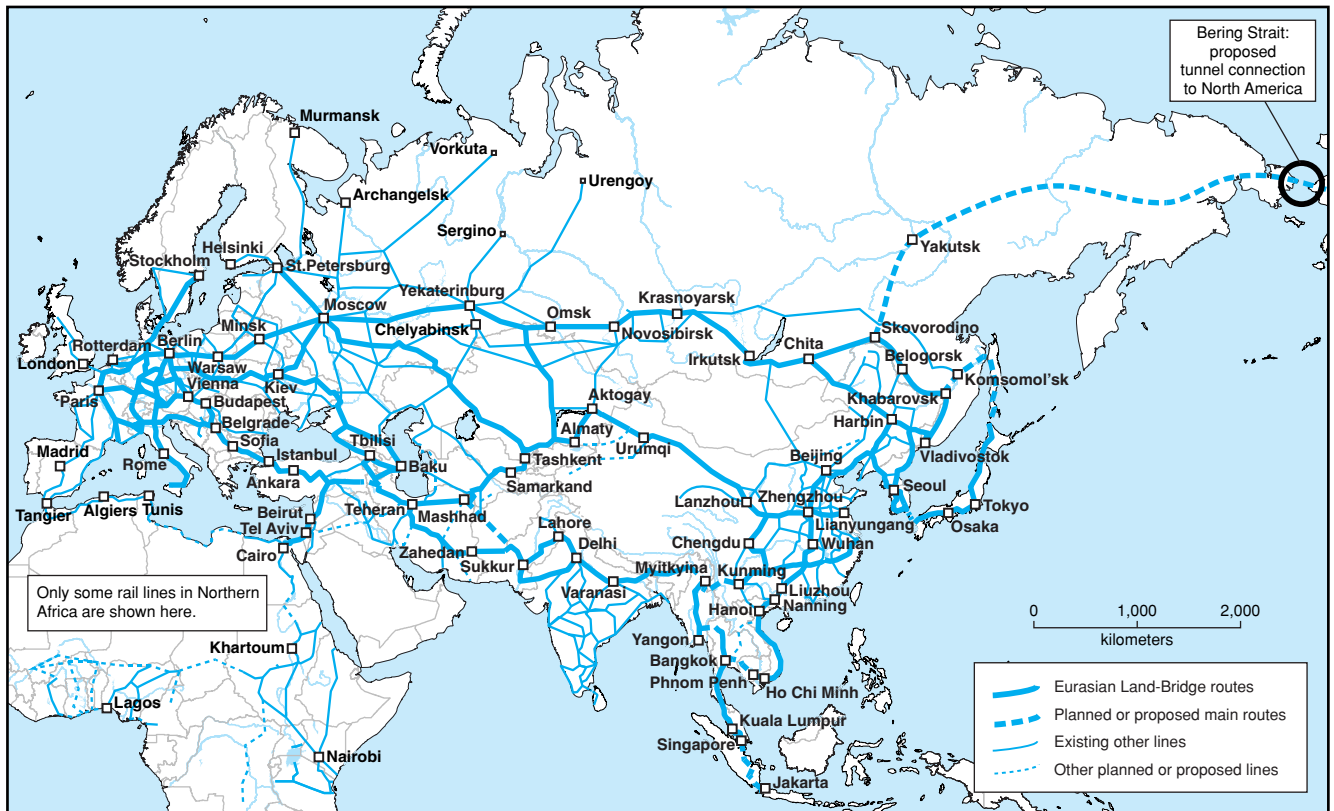 Bering Strait:
proposed
tunnel connection
to North America
Murmansk
Vorkuta
Urengoy
Archangelsk
Sergino
Yakutsk
Helsinki
Stockholm
St.Petersburg
Yekaterinburg
Krasnoyarsk
Moscow
Chelyabinsk
Omsk
Novosibirsk
Skovorodino
Minsk
Berlin
Rotterdam
London
Warsaw
Irkutsk
Chita
Belogorsk
Komsomol'sk
Vienna
Kiev
Paris
Budapest
Aktogay
Khabarovsk
Belgrade
Harbin
Almaty
Sofia
Tbilisi
Urumqi
Madrid
Istanbul
Vladivostok
Rome
Baku
Tashkent
Beijing
Ankara
Samarkand
Seoul
Tangier
Algiers
Tunis
Beirut
Teheran
Mashhad
Lanzhou
Zhengzhou
Tokyo
Tel Aviv
Lahore
Lianyungang
Osaka
Cairo
Zahedan
Delhi
Chengdu
Wuhan
Sukkur
Myitkyina
Kunming
Varanasi
Liuzhou
Nanning
Hanoi
Only some rail lines in Northern
Africa are shown here.
0
1,000
2,000
kilometers
Khartoum
Yangon
Bangkok
Phnom Penh
Ho Chi Minh
Lagos
Kuala Lumpur
Singapore
Nairobi
Jakarta
Eurasian Land-Bridge routes
Planned or proposed main routes
Existing other lines
Other planned or proposed lines